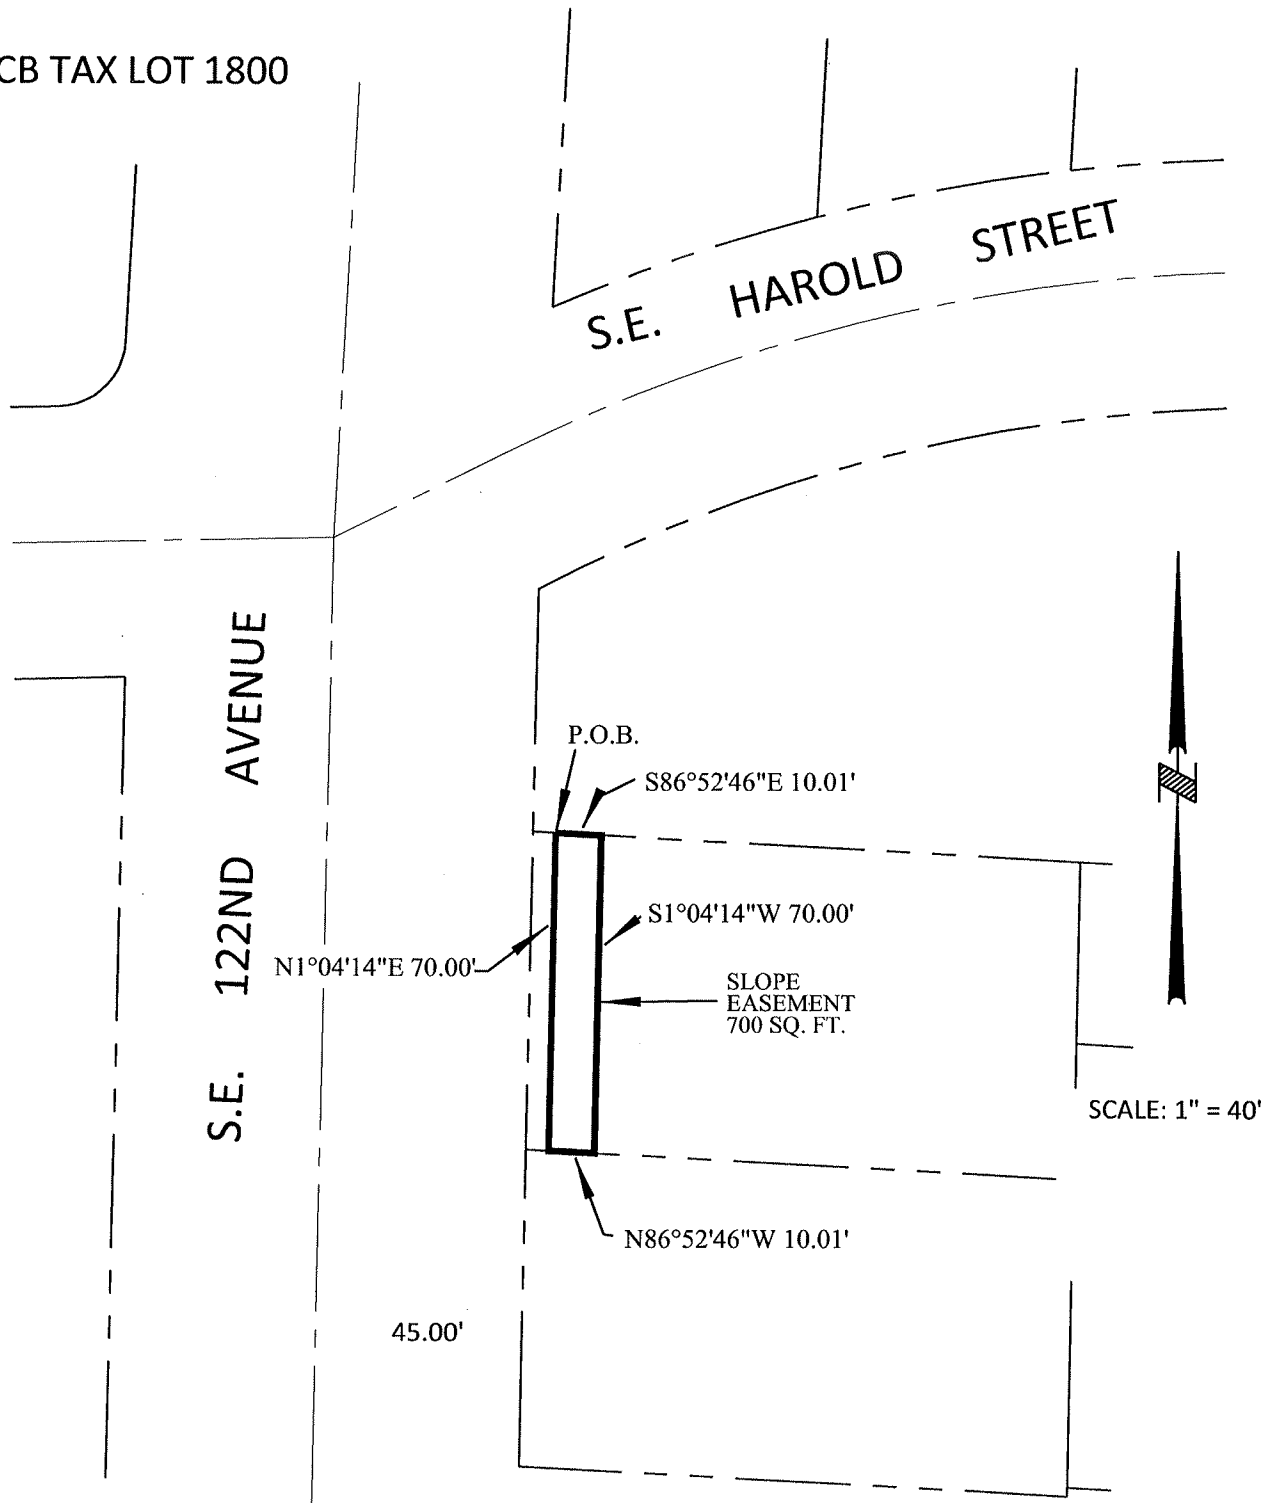 CB TAX LOT 1800
S.E. HAROLD STREET
S.E. 122ND AVENUE
P.O.B.
S86°52'46"E 10.01'
S1°04'14"W 70.00'
N1°04'14"E 70.00'
SLOPE
EASEMENT
700 SQ. FT.
SCALE: 1" = 40'
N86°52'46"W 10.01'
45.00'